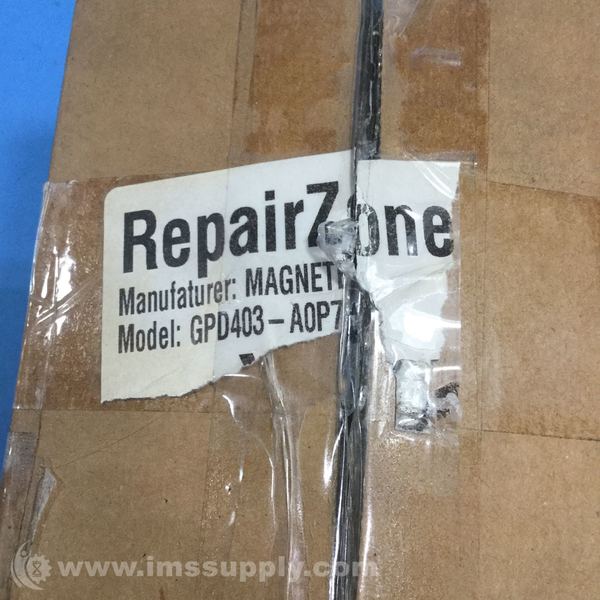 RepairZone
Manufaturer: MAGNET
Model: GPD403-A0P7
www.imssupply.com